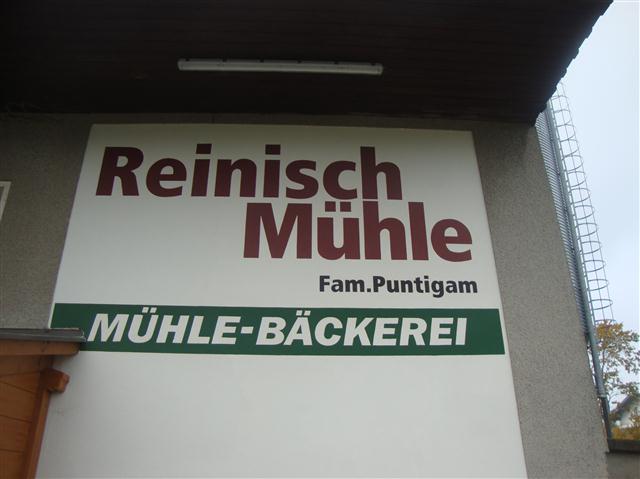 Reinisch
Mühle
Fam.Puntigam
MÜHLE-BÄCKEREI